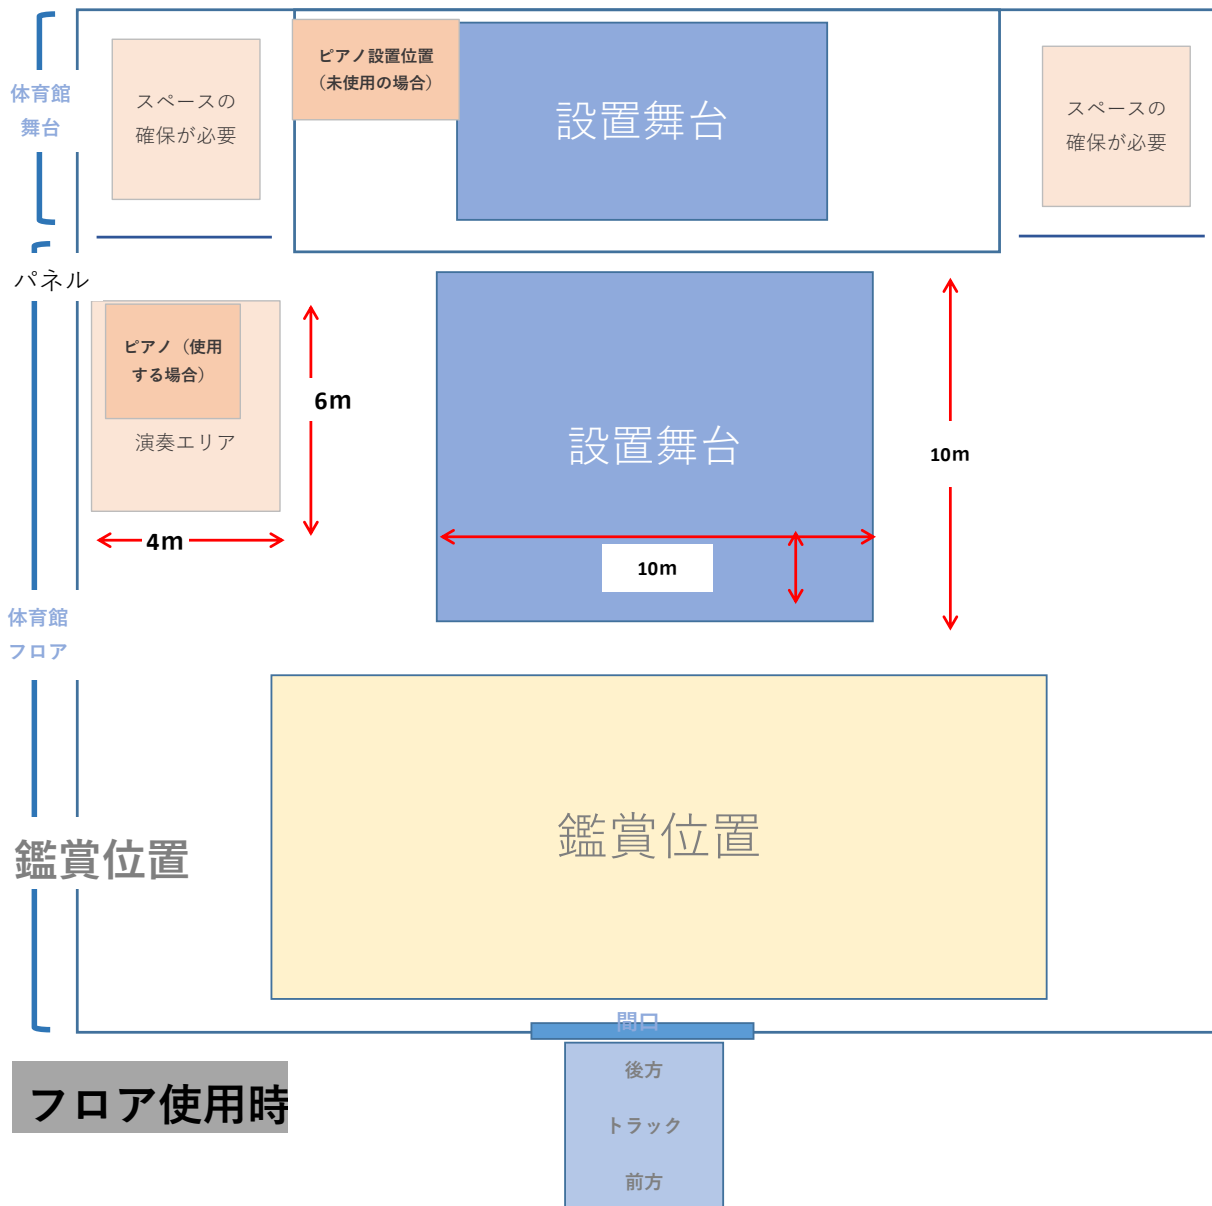 体育館
舞台
スペースの
確保が必要
ピアノ設置位置
（未使用の場合）
設置舞台
スペースの
確保が必要
パネル
ピアノ（使用
する場合）
演奏エリア
6m
4m
設置舞台
10m
10m
体育館
フロア
鑑賞位置
鑑賞位置
間口
後方
トラック
前方
フロア使用時